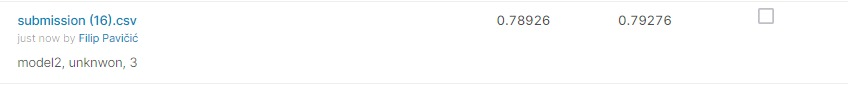 submission (16).csv 0.78926 0.79276
just now by Filip Pavičić
model2, unknwon, 3